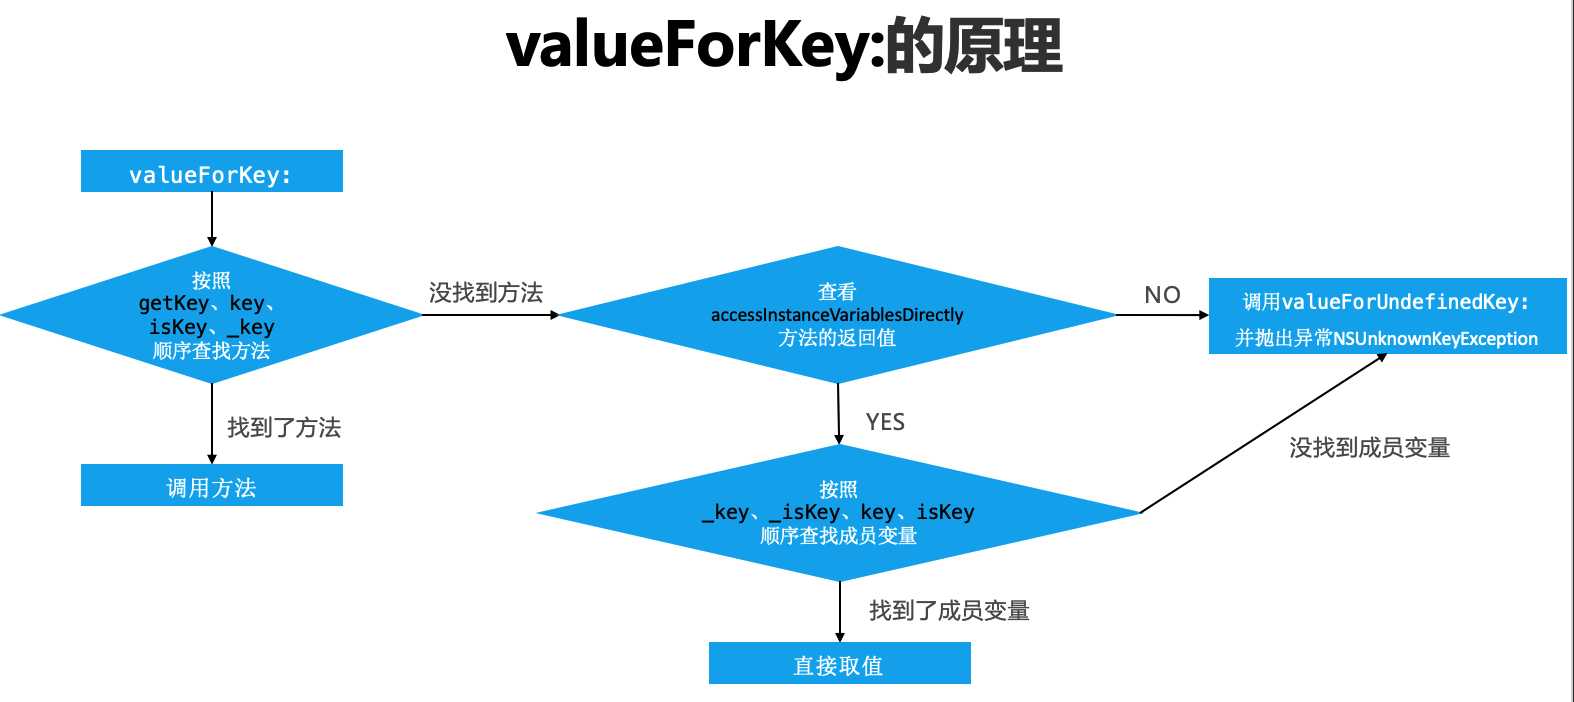 valueForKey:的原理
valueForKey:
按照
getKey、key、
isKey、_key
顺序查找方法
没找到方法
查看
accessInstanceVariablesDirectly
方法的返回值
NO
调用valueForUndefinedKey:
并抛出异常NSUnknownKeyException
找到了方法
调用方法
YES
没找到成员变量
按照
_key、_isKey、key、isKey
顺序查找成员变量
找到了成员变量
直接取值